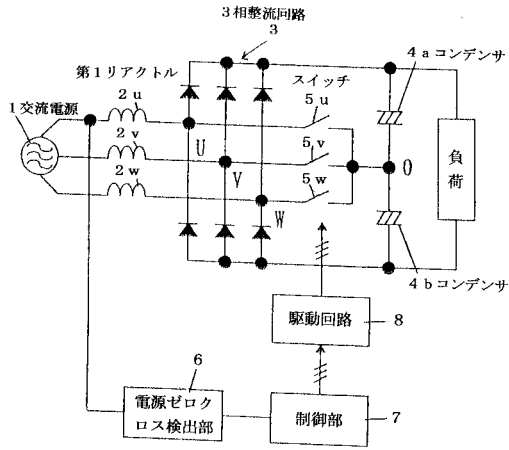 3相整流回路
3
4aコンデンサ
第1リアクトル
スイッチ
1交流電源
2u
5u
2v
U
5v
O
負荷
2w
V
5w
W
4bコンデンサ
駆動回路
8
6
電源ゼロク
ロス検出部
制御部
7